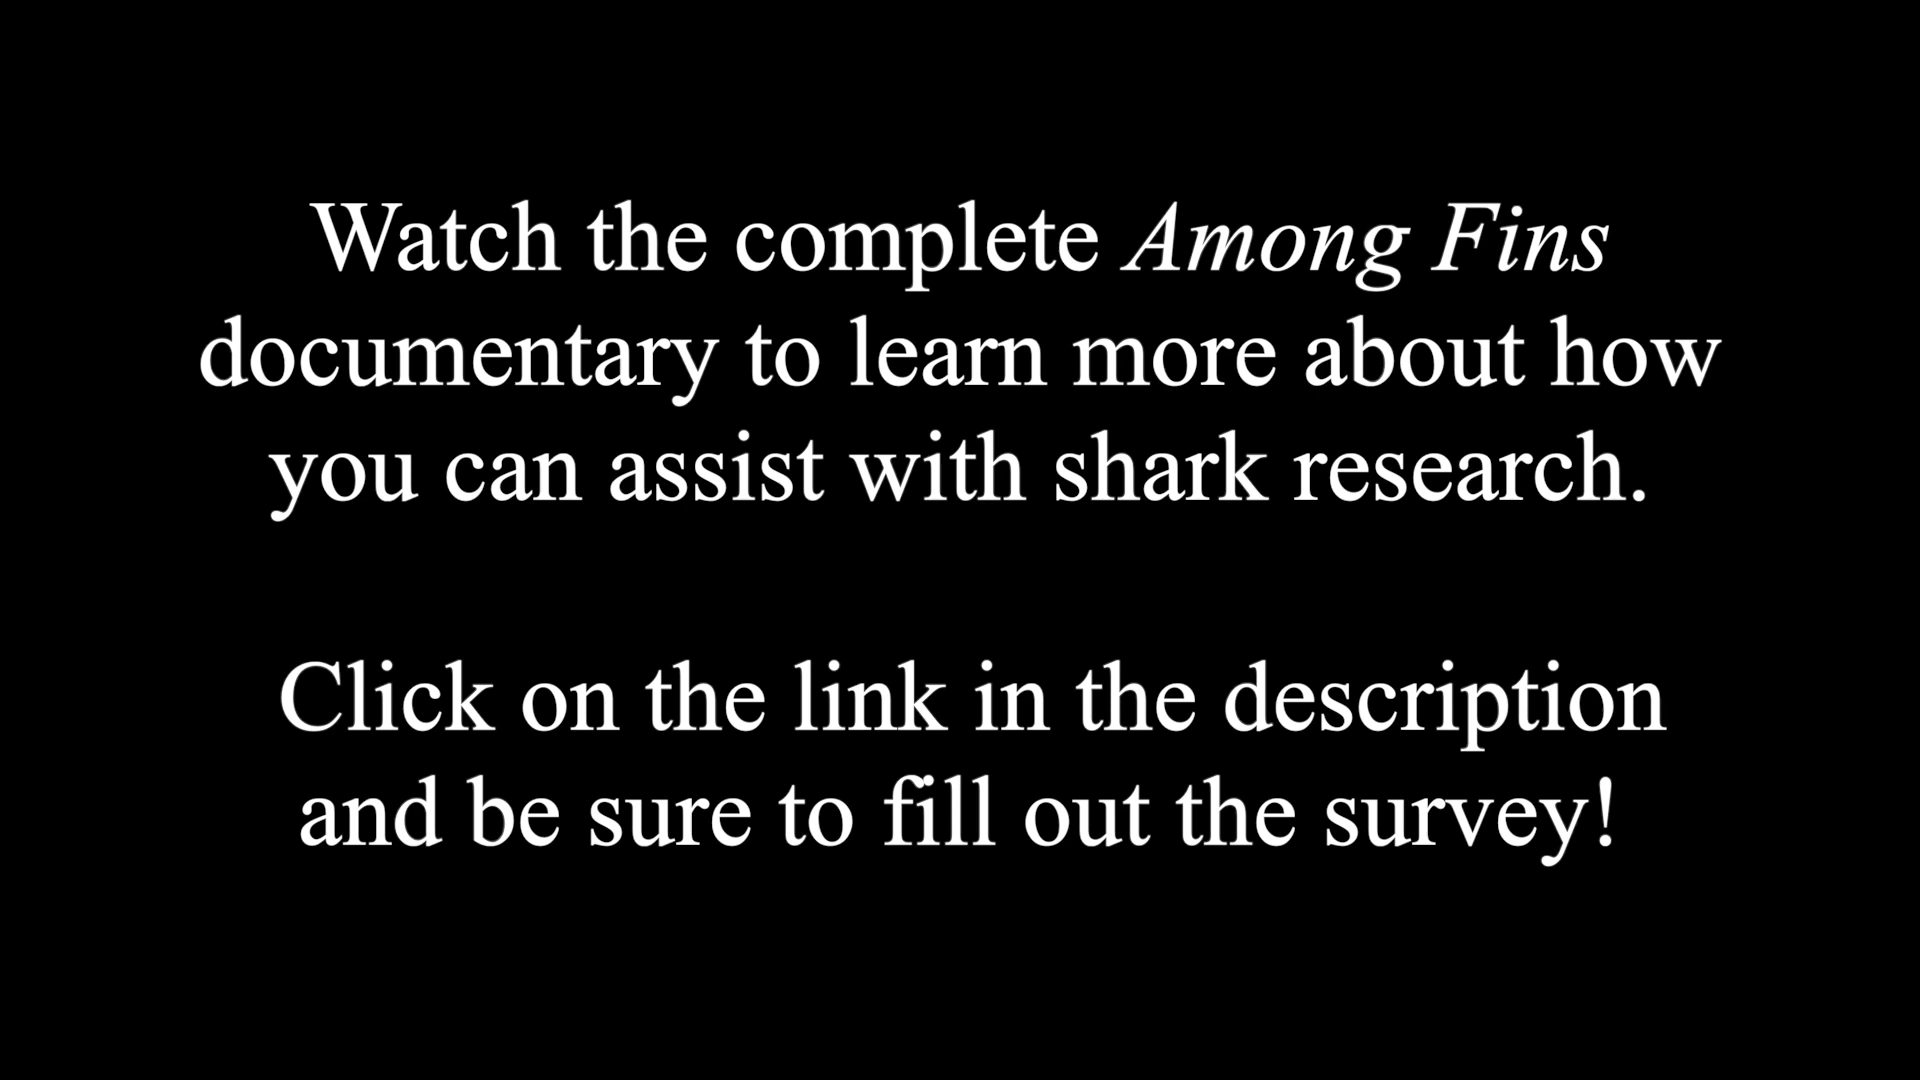 Watch the complete Among Fins
documentary to learn more about how
you can assist with shark research.
Click on the link in the description
and be sure to fill out the survey!